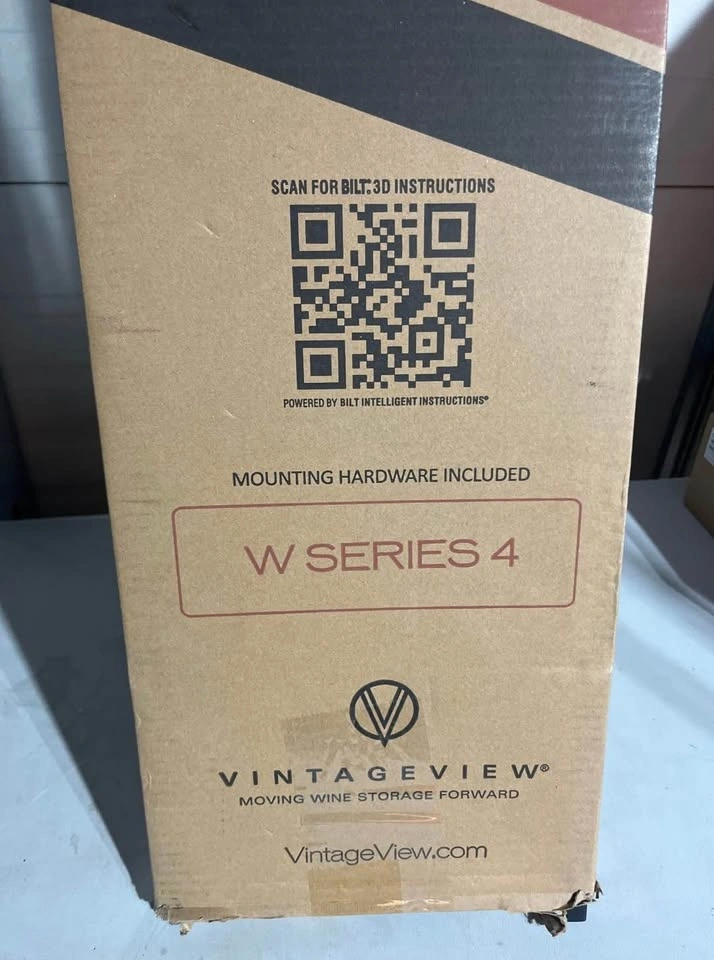 SCAN FOR BILT® 3D INSTRUCTIONS
POWERED BY BILT INTELLIGENT INSTRUCTIONS®
MOUNTING HARDWARE INCLUDED
W SERIES 4
VINTAGEVIEW®
MOVING WINE STORAGE FORWARD
VintageView.com